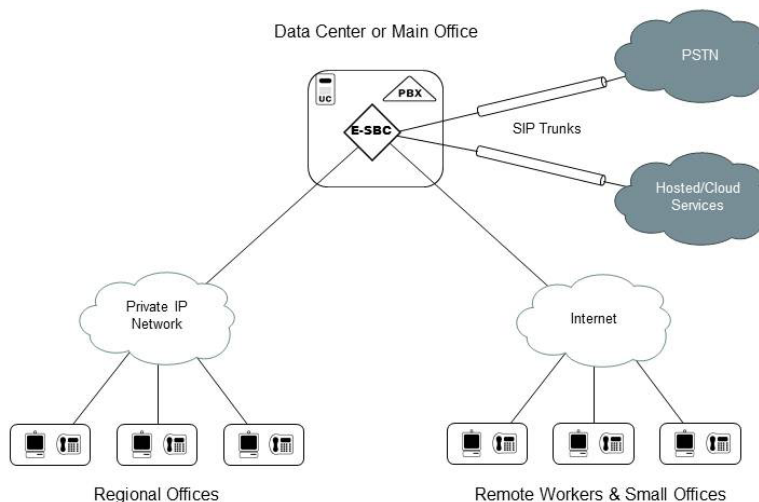 Data Center or Main Office
PSTN
UC
PBX
E-SBC
SIP Trunks
Hosted/Cloud
Services
Private IP
Network
Internet
Regional Offices
Remote Workers & Small Offices